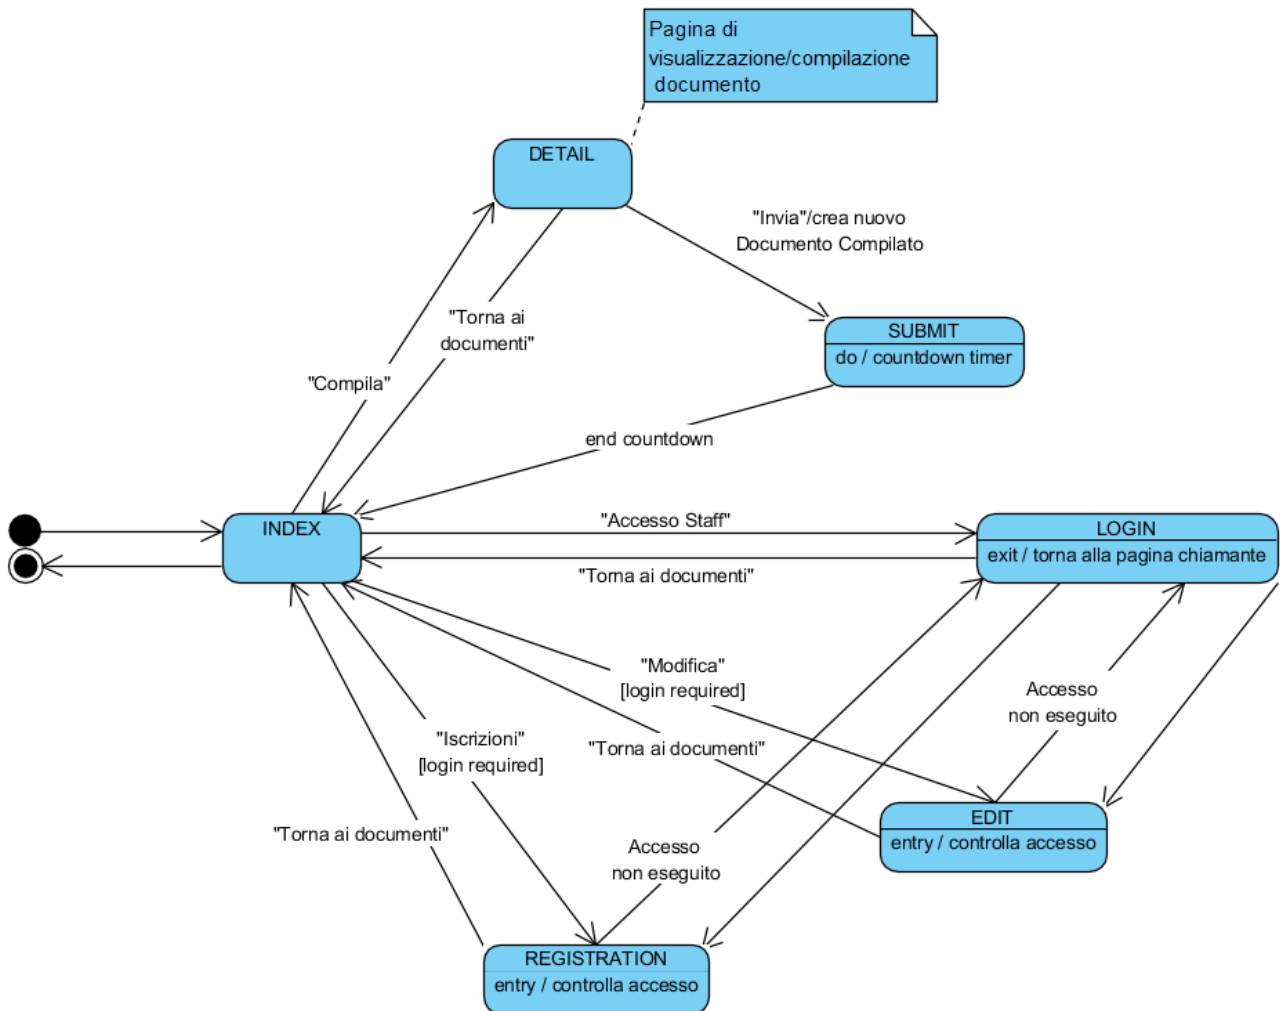 Pagina di
visualizzazione/compilazione
documento
DETAIL
"Invia"/crea nuovo
Documento Compilato
"Torna ai
documenti"
SUBMIT
do / countdown timer
"Compila"
end countdown
INDEX
"Accesso Staff"
LOGIN
exit / torna alla pagina chiamante
"Torna ai documenti"
"Modifica"
[login required]
Accesso
non eseguito
"Iscrizioni"
[login required]
"Torna ai documenti"
EDIT
entry / controlla accesso
"Torna ai documenti"
Accesso
non eseguito
REGISTRATION
entry / controlla accesso